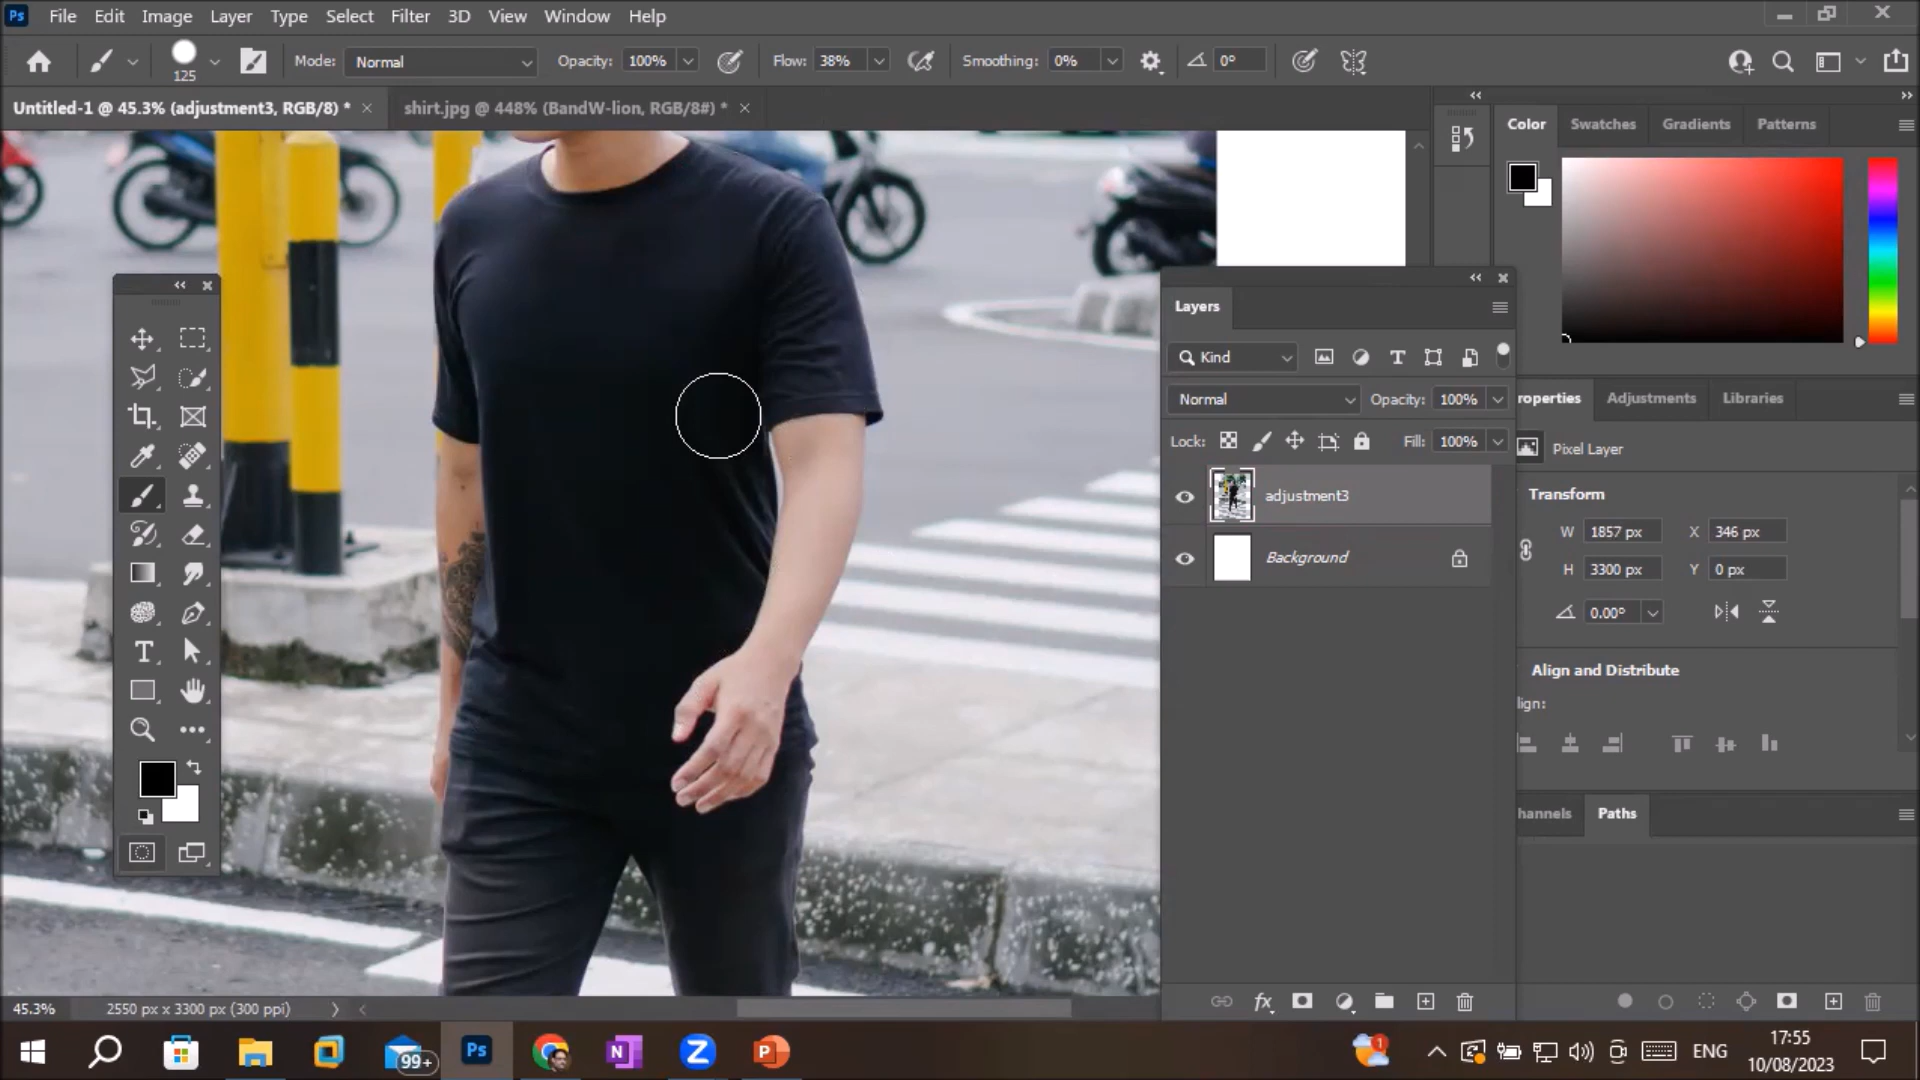 Ps File Edit Image Layer Type Select Filter 3D View Window Help
125 Mode: Normal Opacity: 100% Flow: 38% Smoothing: 0% 0°
Untitled-1 @ 45.3% (adjustment3, RGB/8) * × shirt.jpg @ 448% (BandW-lion, RGB/8#) * ×
Color Swatches Gradients Patterns
Layers
Kind
Normal Opacity: 100%
Lock: Fill: 100%
adjustment3
Background
roperties Adjustments Libraries
Pixel Layer
Transform
W 1857 px X 346 px
H 3300 px Y 0 px
0.00°
Align and Distribute
lign:
hannels Paths
45.3% 2550 px x 3300 px (300 ppi)
99+ Ps N Z P 1 ENG
17:55
10/08/2023